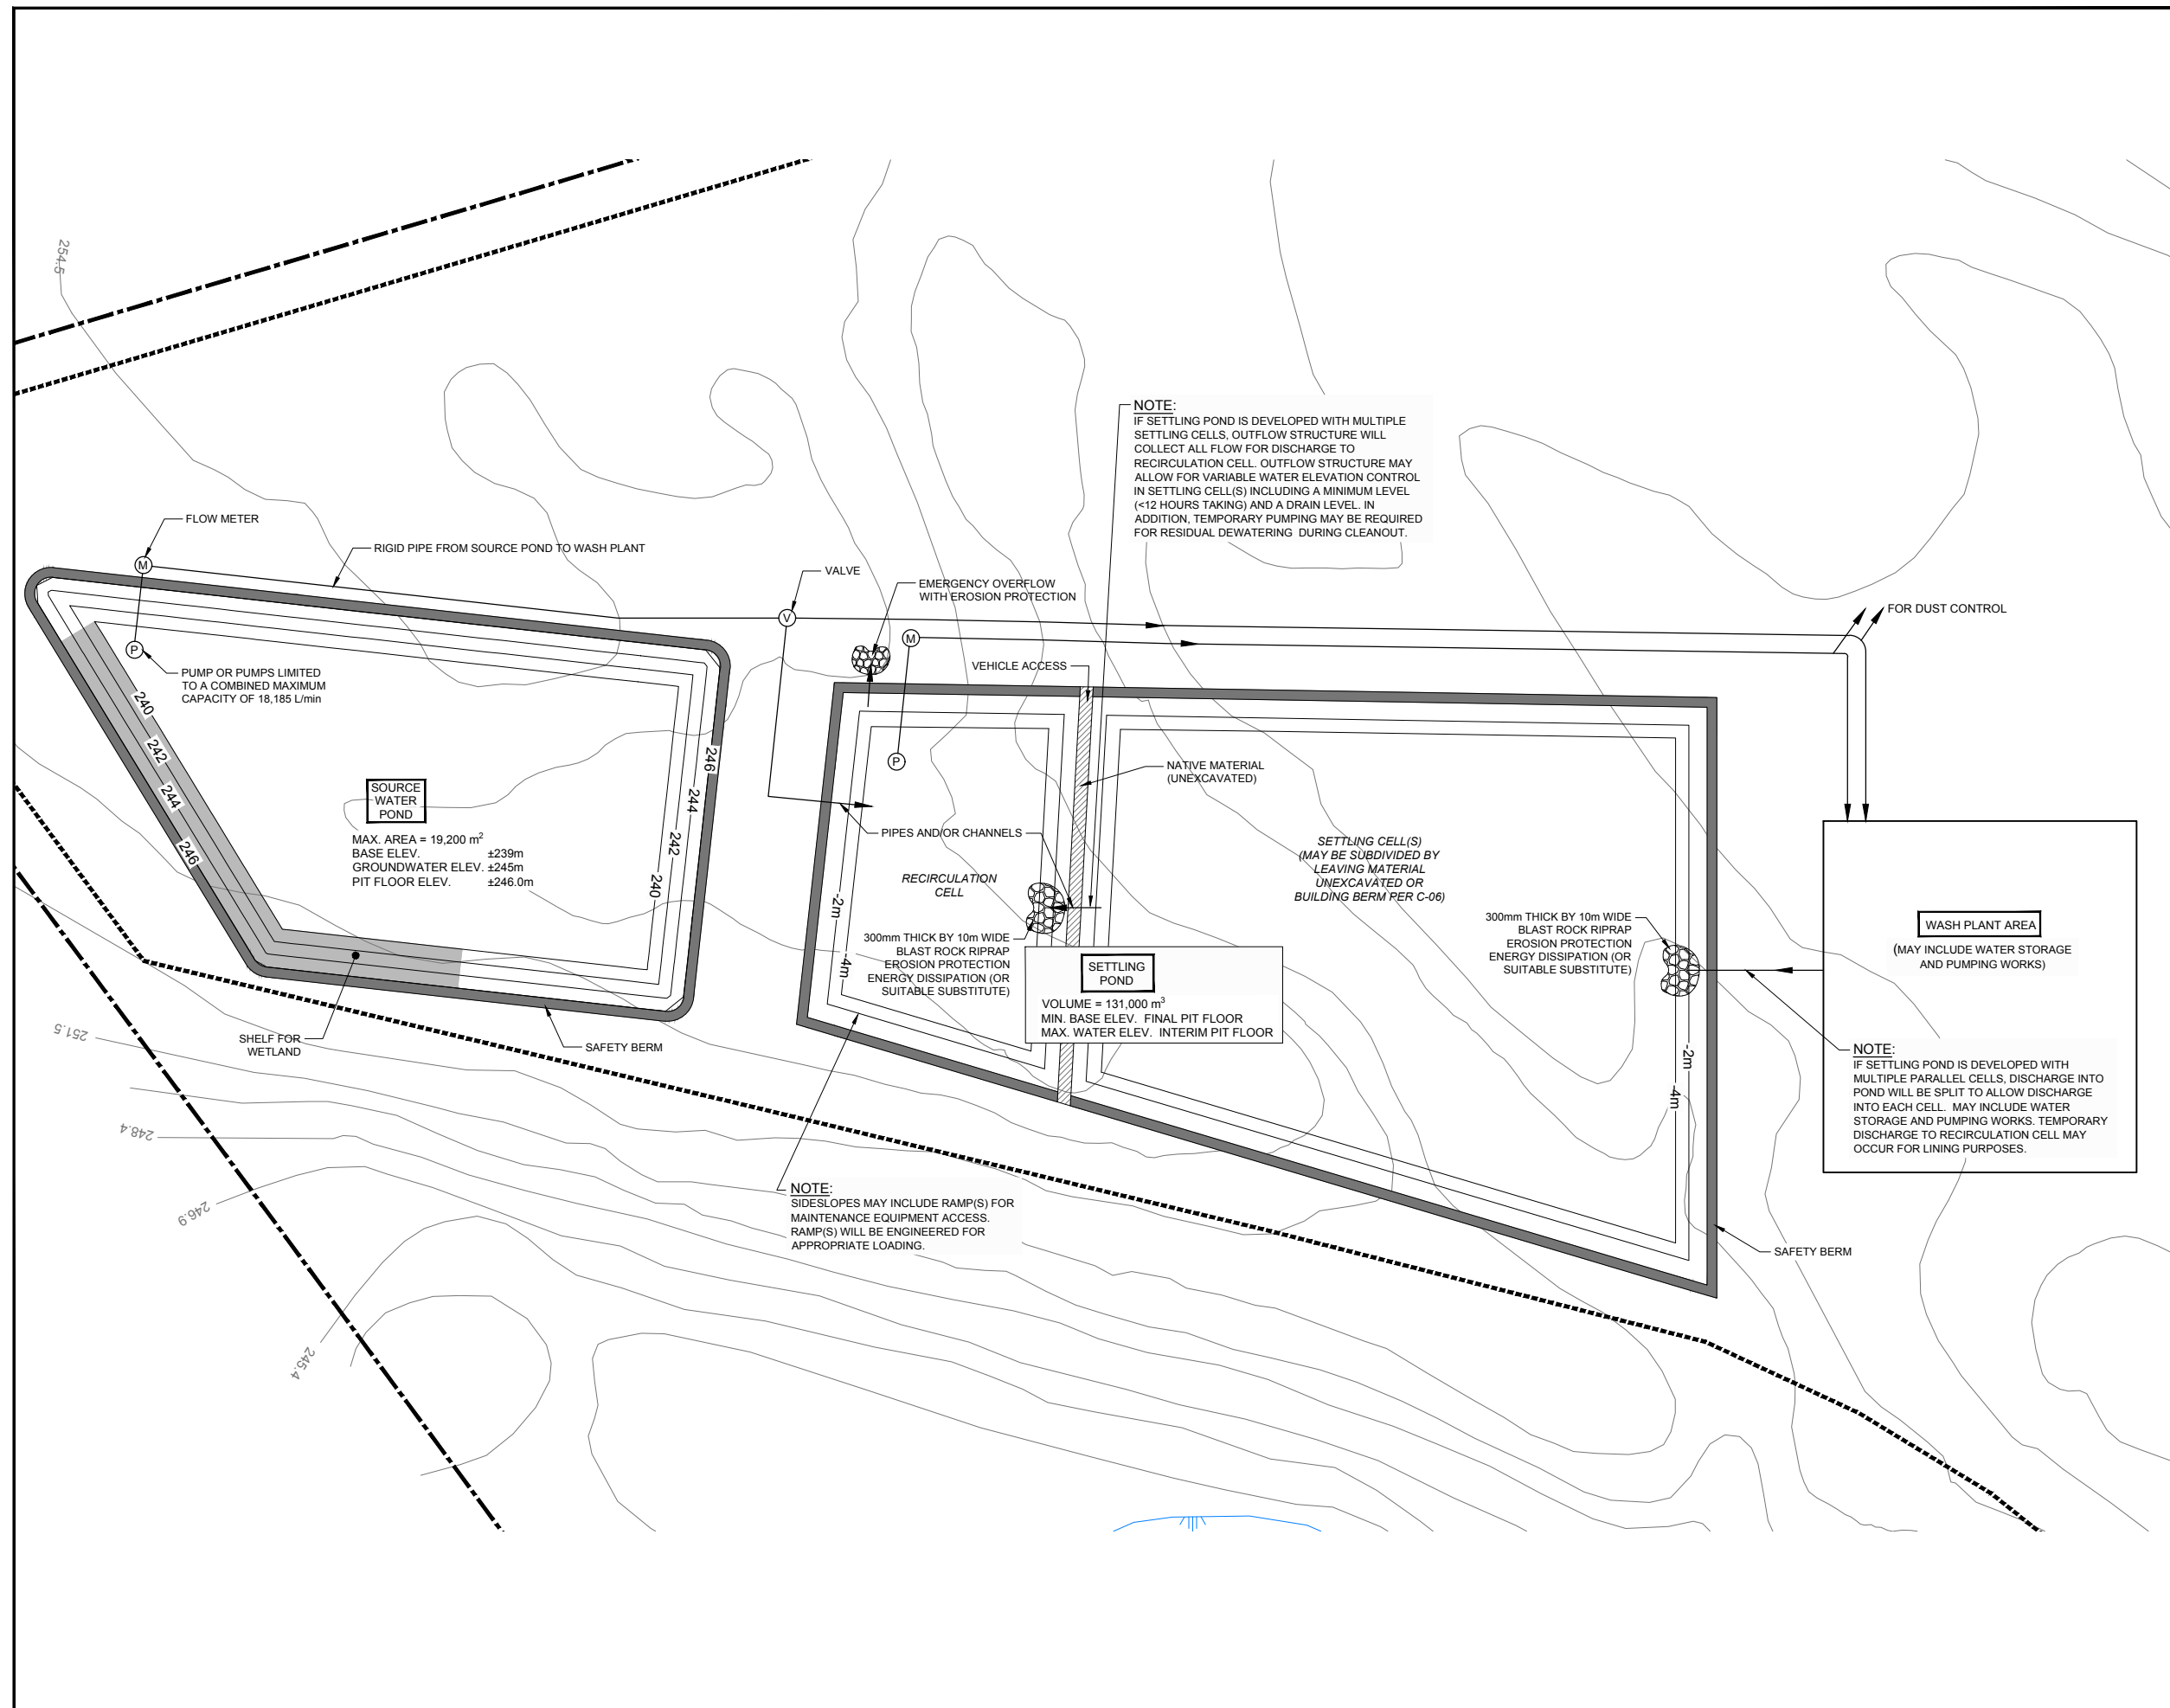 254.5
NOTE:
IF SETTLING POND IS DEVELOPED WITH MULTIPLE
SETTLING CELLS, OUTFLOW STRUCTURE WILL
COLLECT ALL FLOW FOR DISCHARGE TO
RECIRCULATION CELL. OUTFLOW STRUCTURE MAY
ALLOW FOR VARIABLE WATER ELEVATION CONTROL
IN SETTLING CELL(S) INCLUDING A MINIMUM LEVEL
(<12 HOURS TAKING) AND A DRAIN LEVEL. IN
ADDITION, TEMPORARY PUMPING MAY BE REQUIRED
FOR RESIDUAL DEWATERING DURING CLEANOUT.
FLOW METER
M
RIGID PIPE FROM SOURCE POND TO WASH PLANT
VALVE
V
EMERGENCY OVERFLOW
WITH EROSION PROTECTION
M
FOR DUST CONTROL
P
PUMP OR PUMPS LIMITED
TO A COMBINED MAXIMUM
CAPACITY OF 18,185 L/min
VEHICLE ACCESS
240
242
244
246
246
244
242
240
P
NATIVE MATERIAL
(UNEXCAVATED)
SOURCE
WATER
POND
MAX. AREA = 19,200 m²
BASE ELEV. ±239m
GROUNDWATER ELEV. ±245m
PIT FLOOR ELEV. ±246.0m
PIPES AND/OR CHANNELS
RECIRCULATION
CELL
SETTLING CELL(S)
(MAY BE SUBDIVIDED BY
LEAVING MATERIAL
UNEXCAVATED OR
BUILDING BERM PER C-06)
-2m
-4m
300mm THICK BY 10m WIDE
BLAST ROCK RIPRAP
EROSION PROTECTION
ENERGY DISSIPATION (OR
SUITABLE SUBSTITUTE)
300mm THICK BY 10m WIDE
BLAST ROCK RIPRAP
EROSION PROTECTION
ENERGY DISSIPATION (OR
SUITABLE SUBSTITUTE)
WASH PLANT AREA
(MAY INCLUDE WATER STORAGE
AND PUMPING WORKS)
SETTLING
POND
VOLUME = 131,000 m³
MIN. BASE ELEV. FINAL PIT FLOOR
MAX. WATER ELEV. INTERIM PIT FLOOR
-2m
-4m
SHELF FOR
WETLAND
SAFETY BERM
NOTE:
IF SETTLING POND IS DEVELOPED WITH
MULTIPLE PARALLEL CELLS, DISCHARGE INTO
POND WILL BE SPLIT TO ALLOW DISCHARGE
INTO EACH CELL. MAY INCLUDE WATER
STORAGE AND PUMPING WORKS. TEMPORARY
DISCHARGE TO RECIRCULATION CELL MAY
OCCUR FOR LINING PURPOSES.
251.5
248.4
246.9
245.4
NOTE:
SIDESLOPES MAY INCLUDE RAMP(S) FOR
MAINTENANCE EQUIPMENT ACCESS.
RAMP(S) WILL BE ENGINEERED FOR
APPROPRIATE LOADING.
SAFETY BERM